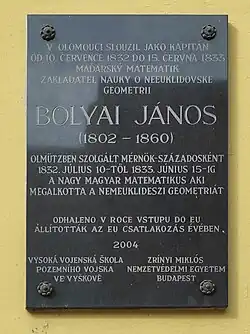 V OLOMOUCI SLOUŽIL JAKO KAPITÁN
OD 10. ČERVENCE 1832 DO 15. ČERVNA 1833
MAĎARSKÝ MATEMATIK
ZAKLADATEL NAUKY O NEEUKLIDOVSKÉ
GEOMETRII
BOLYAI JÁNOS
(1802 – 1860)
OLMÜTZBEN SZOLGÁLT MÉRNÖK-SZÁZADOSKÉNT
1832. JÚLIUS 10-TŐL 1833. JÚNIUS 15-IG
A NAGY MAGYAR MATEMATIKUS AKI
MEGALKOTTA A NEMEUKLIDESZI GEOMETRIÁT
ODHALENO V ROCE VSTUPU DO EU
ÁLLÍTOTTÁK AZ EU CSATLAKOZÁS ÉVÉBEN
2004
VYSOKÁ VOJENSKÁ ŠKOLA ZRÍNYI MIKLÓS
POZEMNÍHO VOJSKA NEMZETVÉDELMI EGYETEM
VE VYŠKOVĚ BUDAPEST